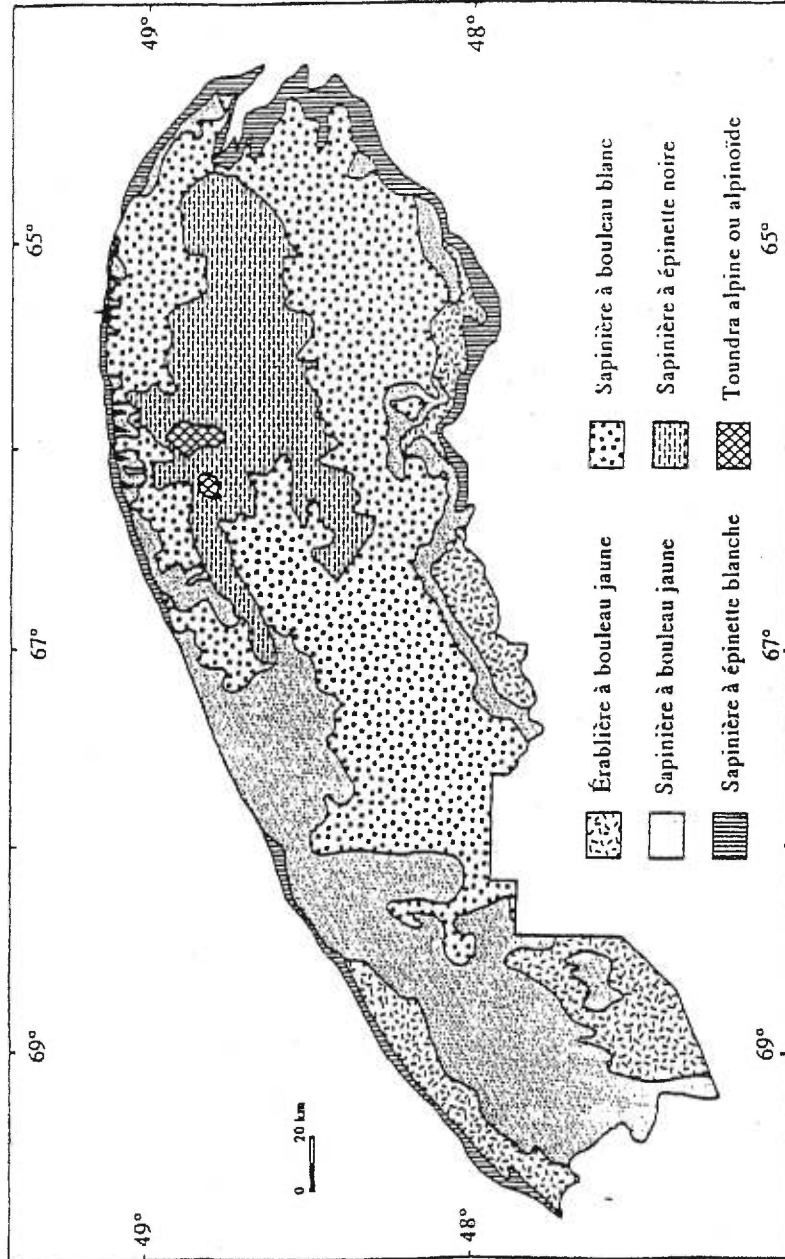 69° 67° 65°
49° 49°
48° 48°
0 20 km
Érablière à bouleau jaune
Sapinière à bouleau jaune
Sapinière à épinette blanche
Sapinière à bouleau blanc
Sapinière à épinette noire
Toundra alpine ou alpinoïde
69° 67° 65°